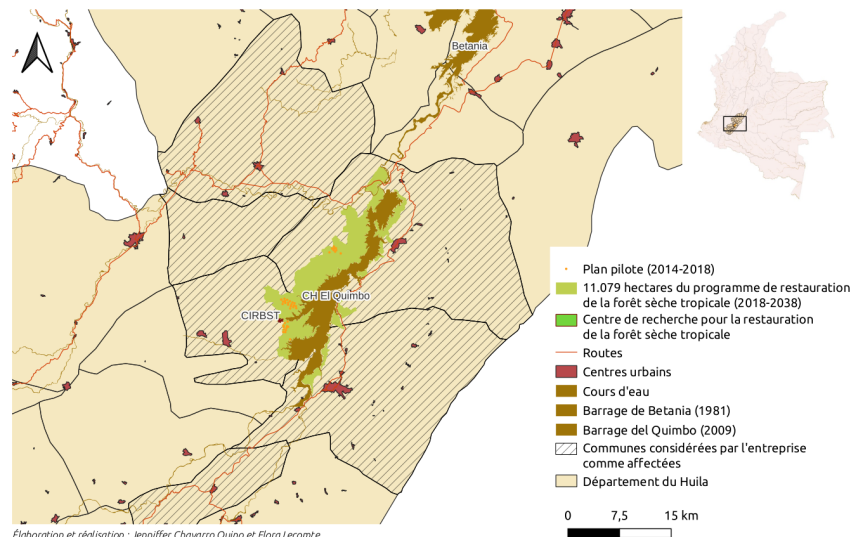 Betania
CH El Quimbo
CIRBST
Plan pilote (2014-2018)
11.079 hectares du programme de restauration
de la forêt sèche tropicale (2018-2038)
Centre de recherche pour la restauration
de la forêt sèche tropicale
Routes
Centres urbains
Cours d'eau
Barrage de Betania (1981)
Barrage del Quimbo (2009)
Communes considérées par l'entreprise
comme affectées
Département du Huila
0 7,5 15 km
Élaboration et réalisation : Jenniffer Chavarro Quino et Flora Lecomte